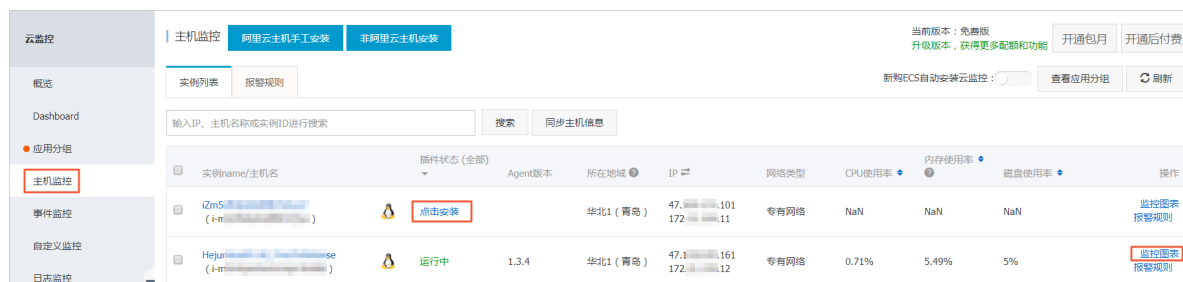 云监控
主机监控 阿里云主机手工安装 非阿里云主机安装
当前版本：免费版
升级版本，获得更多配额和功能
开通包月 开通后付费
概览
实例列表 报警规则
新购ECS自动安装云监控： 查看应用分组 刷新
Dashboard
输入IP、主机名称或实例ID进行搜索 搜索 同步主机信息
应用分组
主机监控
实例name/主机名 插件状态 (全部) Agent版本 所在地域 IP 网络类型 CPU使用率 内存使用率 磁盘使用率 操作
事件监控
iZm5 点击安装 华北1（青岛） 47. .101 专有网络 NaN NaN NaN 监控图表
（i-m ） 172. .11 报警规则
自定义监控
Hejun se 运行中 1.3.4 华北1（青岛） 47.1 .161 专有网络 0.71% 5.49% 5% 监控图表
（i-m ） 172. .12 报警规则
日志监控